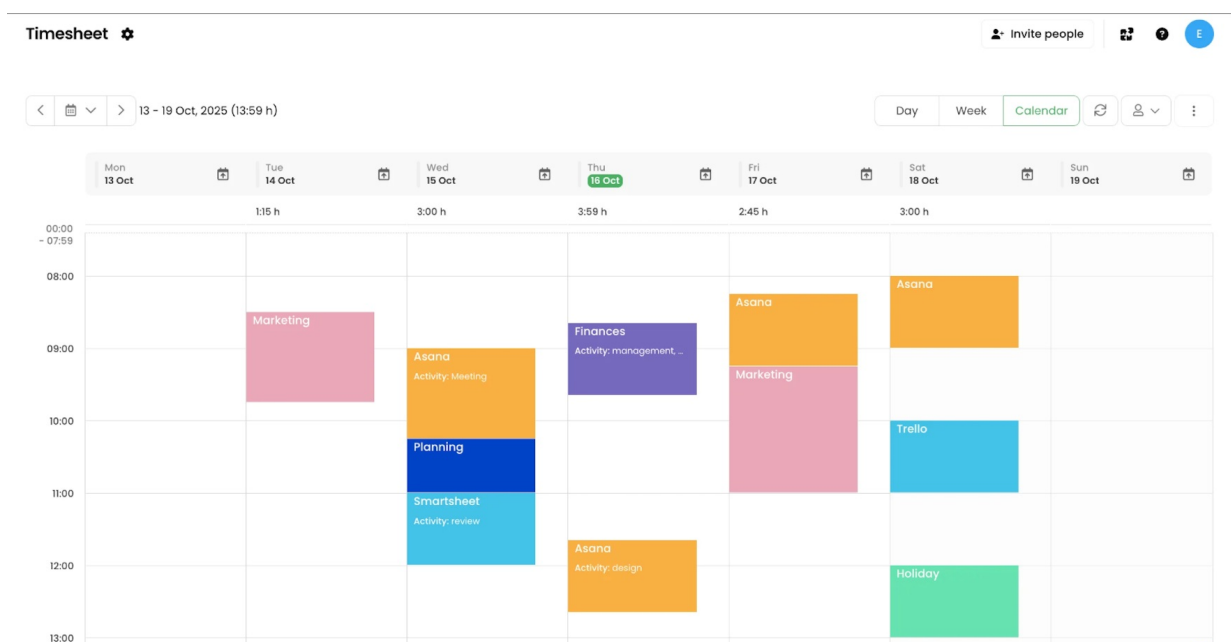 Timesheet
Invite people
E
13 - 19 Oct, 2025 (13:59 h)
Day Week Calendar
Mon Tue Wed Thu Fri Sat Sun
13 Oct 14 Oct 15 Oct 16 Oct 17 Oct 18 Oct 19 Oct
1:15 h 3:00 h 3:59 h 2:45 h 3:00 h
00:00
~ 07:59
08:00
Asana
Asana
Marketing
Finances
09:00
Activity: management, ...
Asana
Activity: Meeting
Marketing
10:00
Trello
Planning
11:00
Smartsheet
Activity: review
Asana
12:00
Activity: design
Holiday
13:00